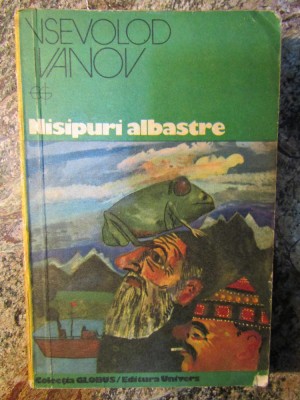 VSEVOLOD
IVANOV
Nisipuri albastre
Colecția GLOBUS/Editura Univers